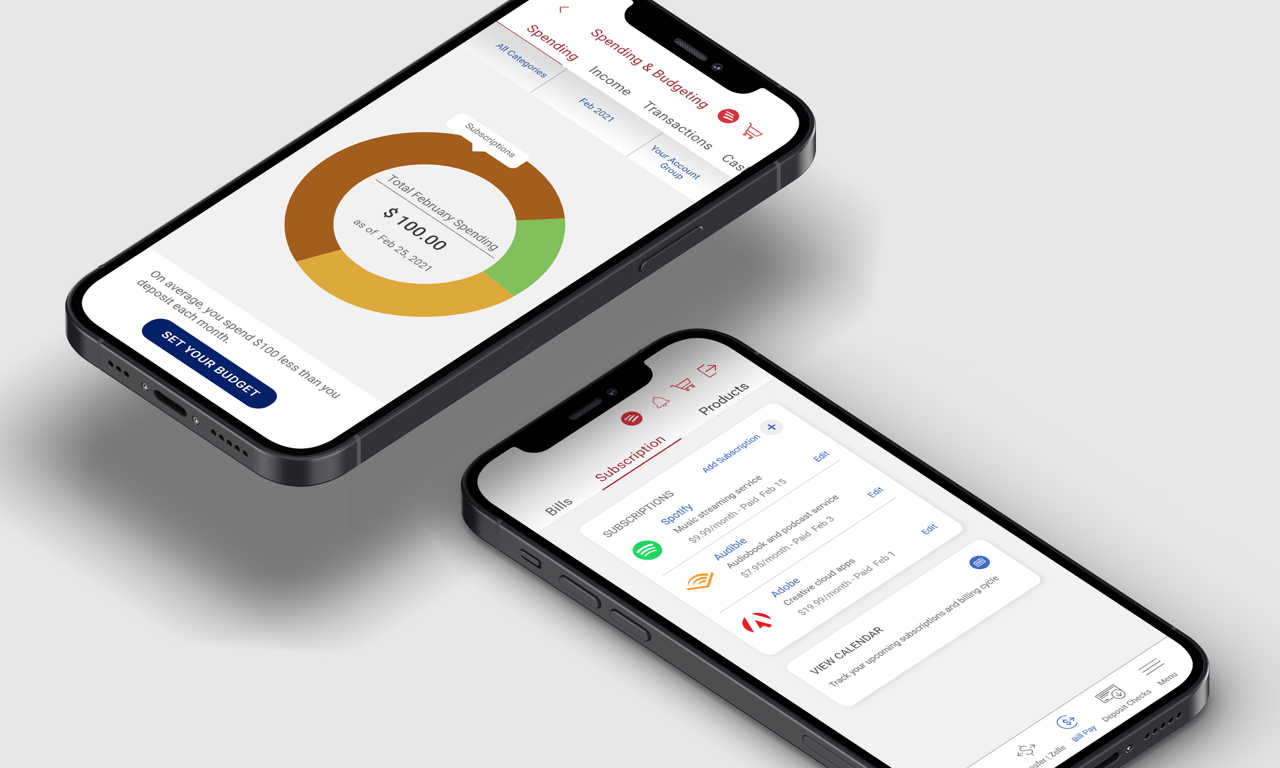 Spending & Budgeting
Spending
Income
Transactions
Cas
All Categories
Feb 2021
Your Account
Group
Subscriptions
Total February Spending
$ 100.00
as of Feb 25, 2021
On average, you spend $100 less than you
deposit each month.
SET YOUR BUDGET
Bills
Subscription
Products
SUBSCRIPTIONS
Add Subscription
Spotify
Edit
Music streaming service
$9.99/month - Paid Feb 15
Audible
Edit
Audiobook and podcast service
$7.95/month - Paid Feb 3
Adobe
Edit
Creative cloud apps
$19.99/month - Paid Feb 1
VIEW CALENDAR
Track your upcoming subscriptions and billing cycle
nsfer | Zelle
Bill Pay
Deposit Checks
Menu